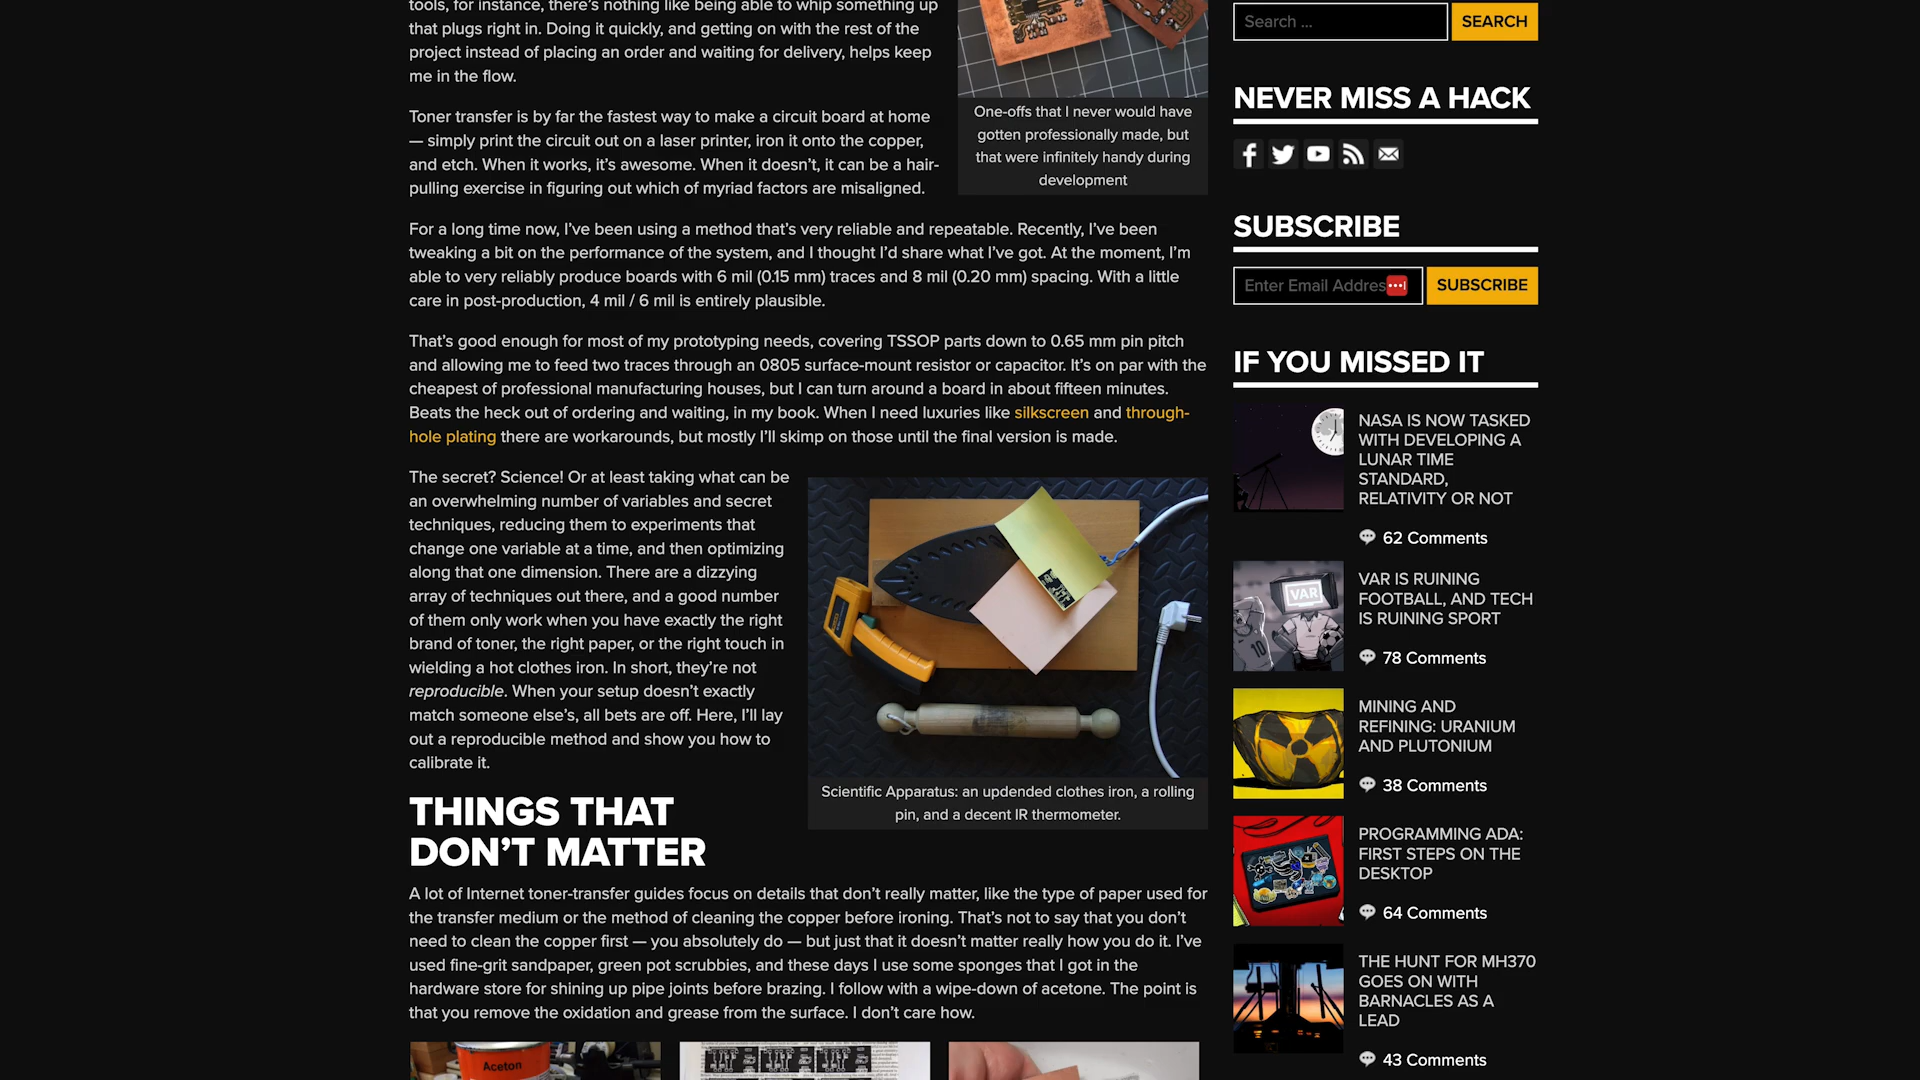 tools, for instance, there's nothing like being able to whip something up
that plugs right in. Doing it quickly, and getting on with the rest of the
project instead of placing an order and waiting for delivery, helps keep
me in the flow.
Toner transfer is by far the fastest way to make a circuit board at home
— simply print the circuit out on a laser printer, iron it onto the copper,
and etch. When it works, it's awesome. When it doesn't, it can be a hair-
pulling exercise in figuring out which of myriad factors are misaligned.
One-offs that I never would have
gotten professionally made, but
that were infinitely handy during
development
For a long time now, I've been using a method that's very reliable and repeatable. Recently, I've been
tweaking a bit on the performance of the system, and I thought I'd share what I've got. At the moment, I'm
able to very reliably produce boards with 6 mil (0.15 mm) traces and 8 mil (0.20 mm) spacing. With a little
care in post-production, 4 mil / 6 mil is entirely plausible.
That's good enough for most of my prototyping needs, covering TSSOP parts down to 0.65 mm pin pitch
and allowing me to feed two traces through an 0805 surface-mount resistor or capacitor. It's on par with the
cheapest of professional manufacturing houses, but I can turn around a board in about fifteen minutes.
Beats the heck out of ordering and waiting, in my book. When I need luxuries like silkscreen and through-
hole plating there are workarounds, but mostly I'll skimp on those until the final version is made.
The secret? Science! Or at least taking what can be
an overwhelming number of variables and secret
techniques, reducing them to experiments that
change one variable at a time, and then optimizing
along that one dimension. There are a dizzying
array of techniques out there, and a good number
of them only work when you have exactly the right
brand of toner, the right paper, or the right touch in
wielding a hot clothes iron. In short, they're not
reproducible. When your setup doesn't exactly
match someone else's, all bets are off. Here, I'll lay
out a reproducible method and show you how to
calibrate it.
Scientific Apparatus: an updended clothes iron, a rolling
pin, and a decent IR thermometer.
THINGS THAT
DON'T MATTER
A lot of Internet toner-transfer guides focus on details that don't really matter, like the type of paper used for
the transfer medium or the method of cleaning the copper before ironing. That's not to say that you don't
need to clean the copper first — you absolutely do — but just that it doesn't matter really how you do it. I've
used fine-grit sandpaper, green pot scrubbies, and these days I use some sponges that I got in the
hardware store for shining up pipe joints before brazing. I follow with a wipe-down of acetone. The point is
that you remove the oxidation and grease from the surface. I don't care how.
Aceton
Search ...
SEARCH
NEVER MISS A HACK
SUBSCRIBE
Enter Email Addres
SUBSCRIBE
IF YOU MISSED IT
NASA IS NOW TASKED
WITH DEVELOPING A
LUNAR TIME
STANDARD,
RELATIVITY OR NOT
62 Comments
VAR
VAR IS RUINING
FOOTBALL, AND TECH
IS RUINING SPORT
78 Comments
MINING AND
REFINING: URANIUM
AND PLUTONIUM
38 Comments
PROGRAMMING ADA:
FIRST STEPS ON THE
DESKTOP
64 Comments
THE HUNT FOR MH370
GOES ON WITH
BARNACLES AS A
LEAD
43 Comments